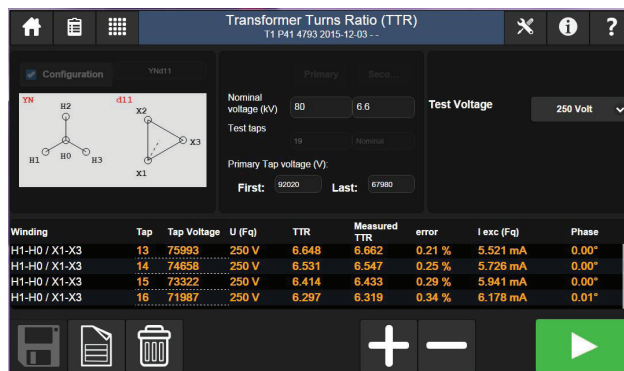 Transformer Turns Ratio (TTR)
T1 P41 4793 2015-12-03 - -
?
Configuration
YNd11
Primary
Seco...
YN
d11
H2
H1
H0
H3
X2
X3
X1
Nominal voltage (kV)
80
6.6
Test taps
19
Nominal
Primary Tap voltage (V):
First: 92020 Last: 67980
Test Voltage
250 Volt
Winding Tap Tap Voltage U (Fq) TTR Measured TTR error I exc (Fq) Phase
H1-H0 / X1-X3 13 75993 250 V 6.648 6.662 0.21 % 5.521 mA 0.00°
H1-H0 / X1-X3 14 74658 250 V 6.531 6.547 0.25 % 5.726 mA 0.00°
H1-H0 / X1-X3 15 73322 250 V 6.414 6.433 0.29 % 5.941 mA 0.00°
H1-H0 / X1-X3 16 71987 250 V 6.297 6.319 0.34 % 6.178 mA 0.01°